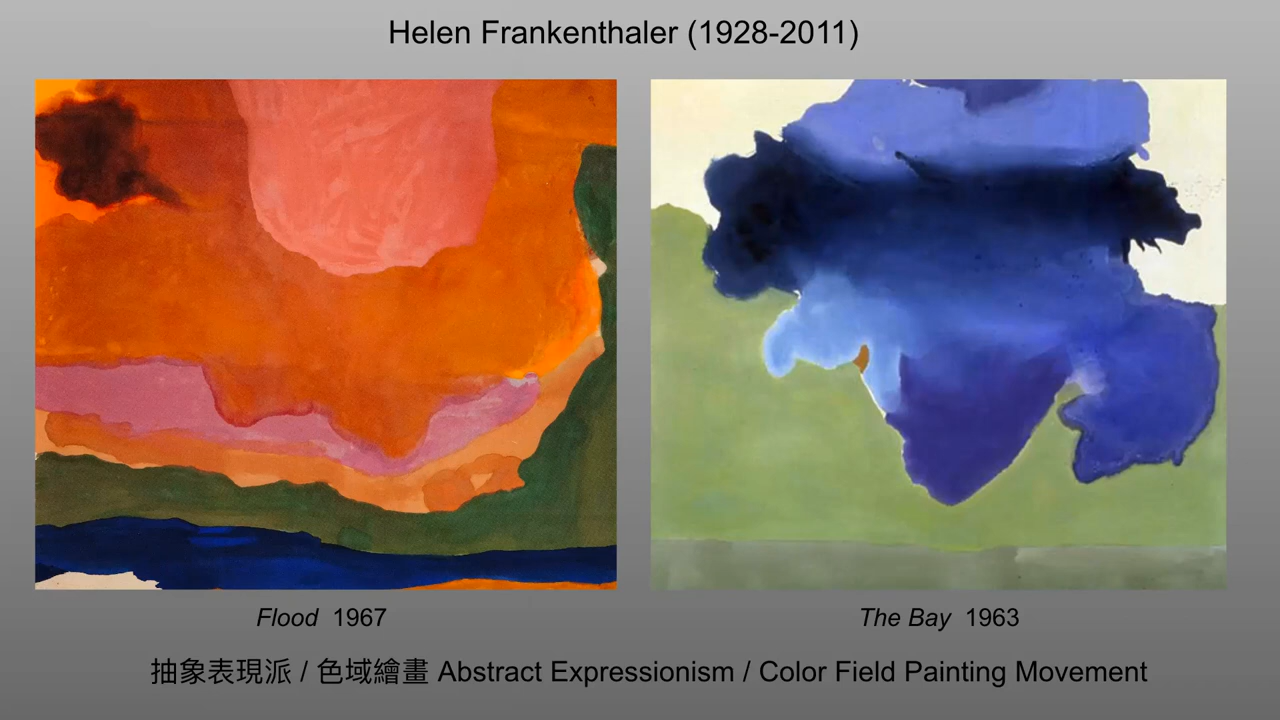 Helen Frankenthaler (1928-2011)
Flood 1967
The Bay 1963
抽象表現派 / 色域繪畫 Abstract Expressionism / Color Field Painting Movement